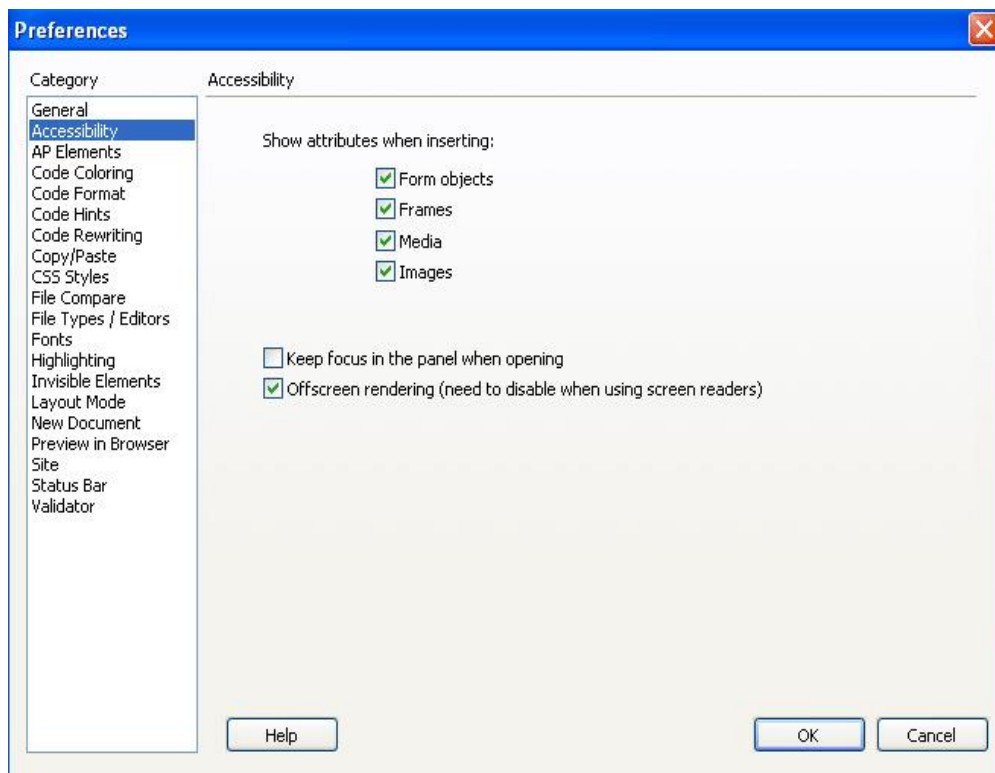 Preferences
Category
Accessibility
General
Accessibility
AP Elements
Code Coloring
Code Format
Code Hints
Code Rewriting
Copy/Paste
CSS Styles
File Compare
File Types / Editors
Fonts
Highlighting
Invisible Elements
Layout Mode
New Document
Preview in Browser
Site
Status Bar
Validator
Show attributes when inserting:
Form objects
Frames
Media
Images
Keep focus in the panel when opening
Offscreen rendering (need to disable when using screen readers)
Help
OK
Cancel